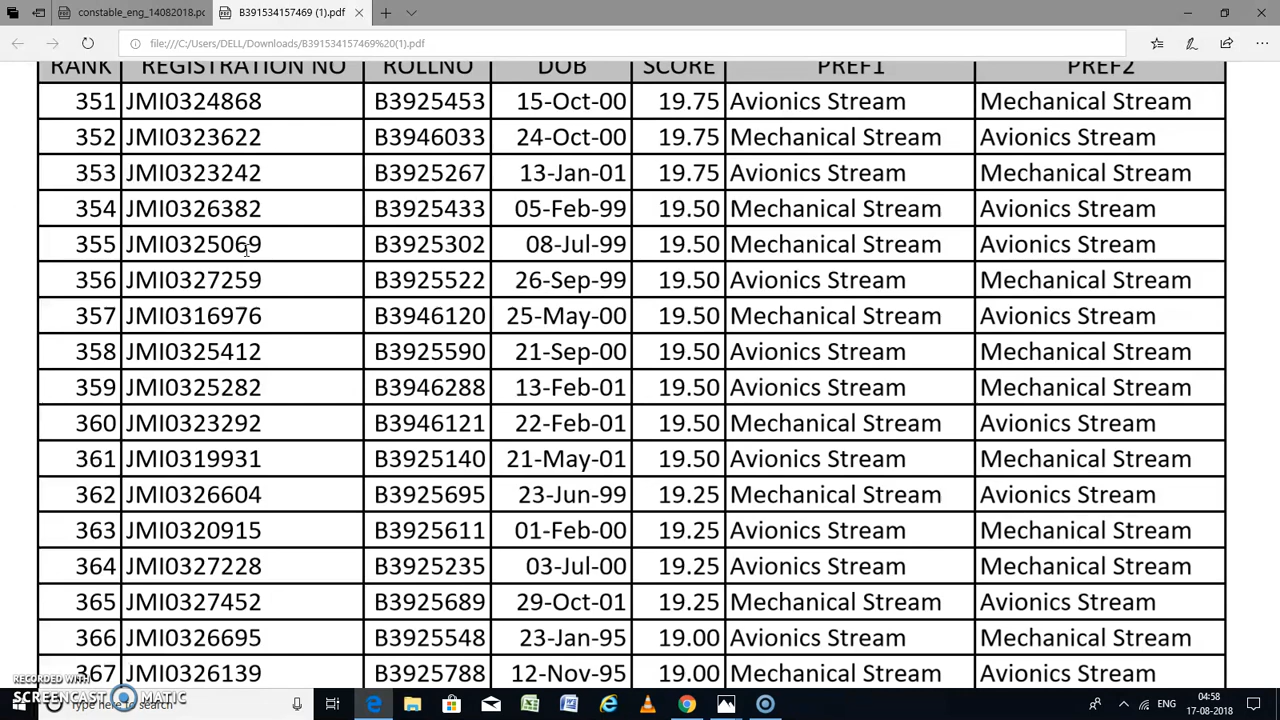 constable_eng_14082018.pc
B391534157469 (1).pdf
file:///C:/Users/DELL/Downloads/B391534157469%20(1).pdf
RANK REGISTRATION NO ROLLNO DOB SCORE PREF1 PREF2
351 JMI0324868 B3925453 15-Oct-00 19.75 Avionics Stream Mechanical Stream
352 JMI0323622 B3946033 24-Oct-00 19.75 Mechanical Stream Avionics Stream
353 JMI0323242 B3925267 13-Jan-01 19.75 Avionics Stream Mechanical Stream
354 JMI0326382 B3925433 05-Feb-99 19.50 Mechanical Stream Avionics Stream
355 JMI0325069 B3925302 08-Jul-99 19.50 Mechanical Stream Avionics Stream
356 JMI0327259 B3925522 26-Sep-99 19.50 Avionics Stream Mechanical Stream
357 JMI0316976 B3946120 25-May-00 19.50 Mechanical Stream Avionics Stream
358 JMI0325412 B3925590 21-Sep-00 19.50 Avionics Stream Mechanical Stream
359 JMI0325282 B3946288 13-Feb-01 19.50 Avionics Stream Mechanical Stream
360 JMI0323292 B3946121 22-Feb-01 19.50 Mechanical Stream Avionics Stream
361 JMI0319931 B3925140 21-May-01 19.50 Avionics Stream Mechanical Stream
362 JMI0326604 B3925695 23-Jun-99 19.25 Mechanical Stream Avionics Stream
363 JMI0320915 B3925611 01-Feb-00 19.25 Avionics Stream Mechanical Stream
364 JMI0327228 B3925235 03-Jul-00 19.25 Avionics Stream Mechanical Stream
365 JMI0327452 B3925689 29-Oct-01 19.25 Mechanical Stream Avionics Stream
366 JMI0326695 B3925548 23-Jan-95 19.00 Avionics Stream Mechanical Stream
367 JMI0326139 B3925788 12-Nov-95 19.00 Mechanical Stream Avionics Stream
RECORDED WITH
SCREENCAST MATIC
Type here to search
ENG
04:58
17-08-2018